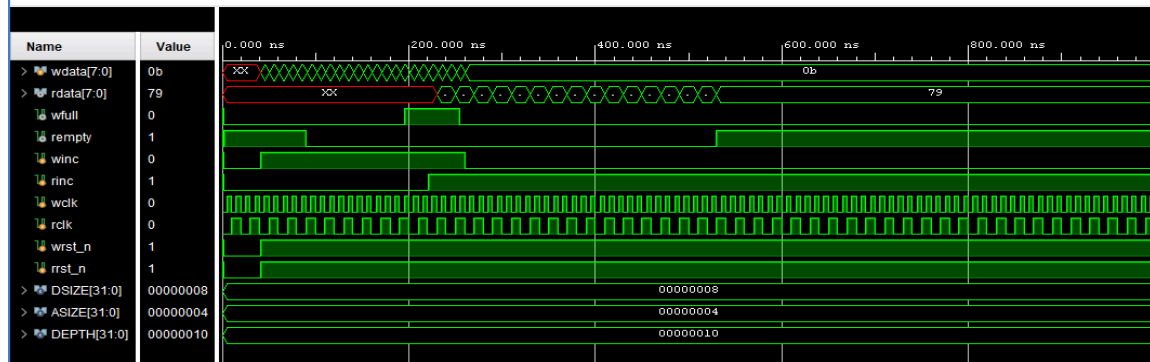 Name Value 0.000 ns 200.000 ns 400.000 ns 600.000 ns 800.000 ns
wdata[7:0] 0b XX 0b
rdata[7:0] 79 XX 79
wfull 0
rempty 1
winc 0
rinc 1
wclk 0
rclk 0
wrst_n 1
rrst_n 1
DSIZE[31:0] 00000008 00000008
ASIZE[31:0] 00000004 00000004
DEPTH[31:0] 00000010 00000010